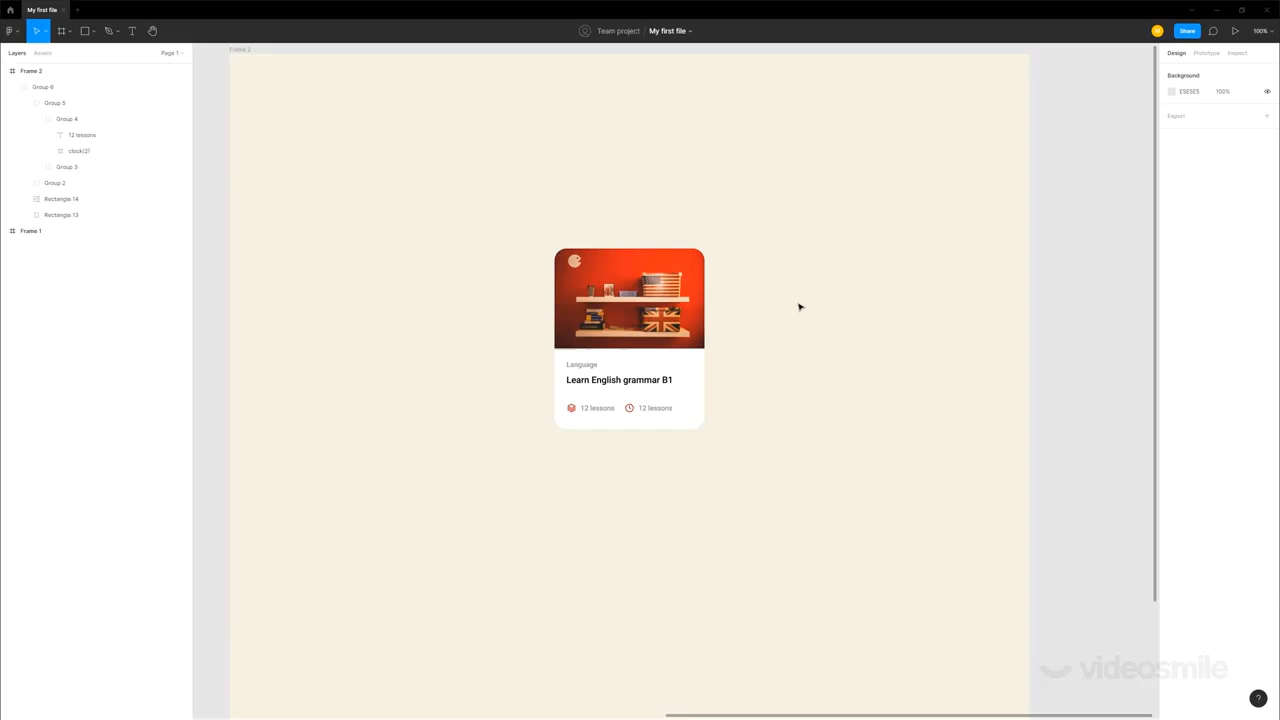 My first file
Team project / My first file
Share
100%
Layers
Assets
Page 1
Frame 2
Group 6
Group 5
Group 4
12 lessons
clock(2)
Group 3
Group 2
Rectangle 14
Rectangle 13
Frame 1
Frame 2
Language
Learn English grammar B1
12 lessons
12 lessons
Design
Prototype
Inspect
Background
E5E5E5
100%
Export
videosmile
?